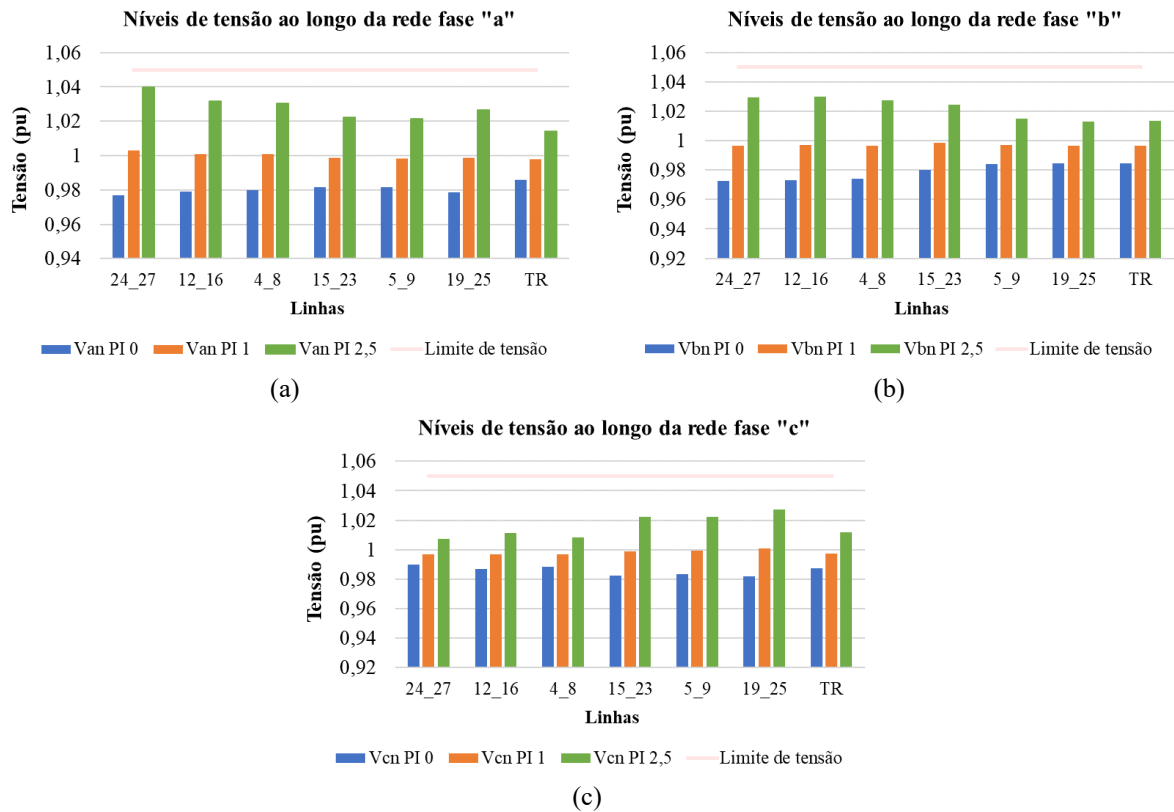 Níveis de tensão ao longo da rede fase "a"
1,06
1,04
1,02
1
0,98
0,96
0,94
Tensão (pu)
24_27 12_16 4_8 15_23 5_9 19_25 TR
Linhas
Van PI 0 Van PI 1 Van PI 2,5 Limite de tensão
(a)
Níveis de tensão ao longo da rede fase "b"
1,06
1,04
1,02
1
0,98
0,96
0,94
0,92
Tensão (pu)
24_27 12_16 4_8 15_23 5_9 19_25 TR
Linhas
Vbn PI 0 Vbn PI 1 Vbn PI 2,5 Limite de tensão
(b)
Níveis de tensão ao longo da rede fase "c"
1,06
1,04
1,02
1
0,98
0,96
0,94
0,92
Tensão (pu)
24_27 12_16 4_8 15_23 5_9 19_25 TR
Linhas
Vcn PI 0 Vcn PI 1 Vcn PI 2,5 Limite de tensão
(c)